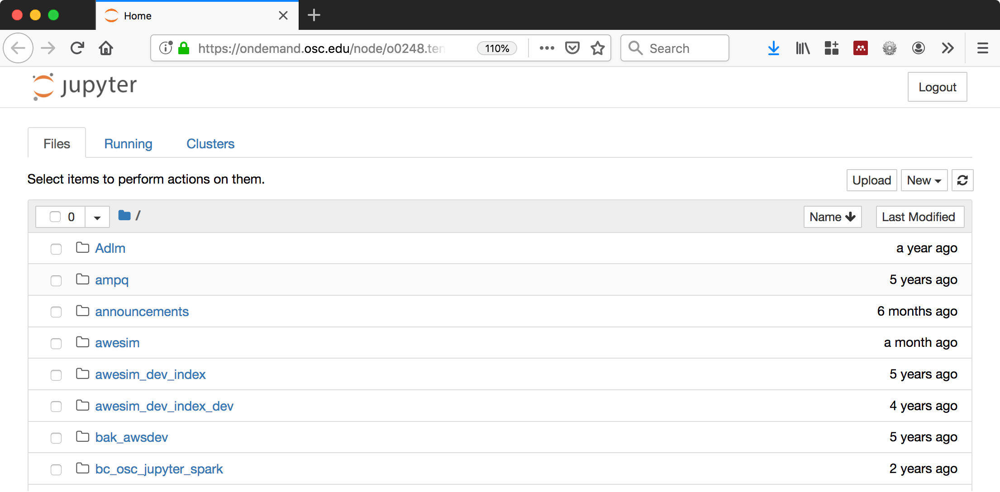 Home
https://ondemand.osc.edu/node/o0248.ten 110% Search
jupyter Logout
Files Running Clusters
Select items to perform actions on them. Upload New
0 / Name Last Modified
Adlm a year ago
ampq 5 years ago
announcements 6 months ago
awesim a month ago
awesim_dev_index 5 years ago
awesim_dev_index_dev 4 years ago
bak_awsdev 5 years ago
bc_osc_jupyter_spark 2 years ago